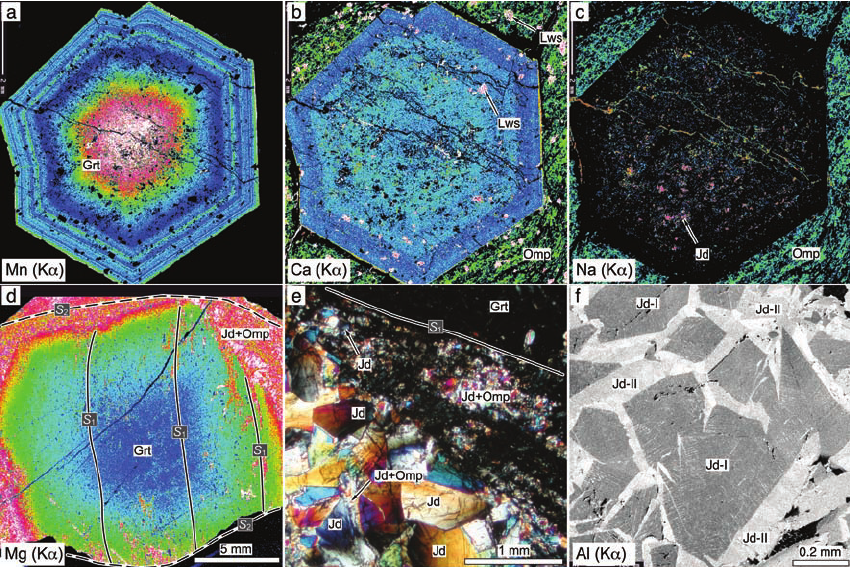 a
2 mm
Grt
Mn (Kα)
b
Lws
Lws
Omp
Ca (Kα)
c
Jd
Omp
Na (Kα)
d
S2
Jd+Omp
S1
S1
S1
Grt
S2
Mg (Kα)
5 mm
e
Grt
S1
Jd
Jd+Omp
Jd
Jd+Omp
Jd
Jd
Jd
1 mm
f
Jd-I
Jd-II
Jd-II
Jd-I
Jd-II
Al (Kα)
0.2 mm